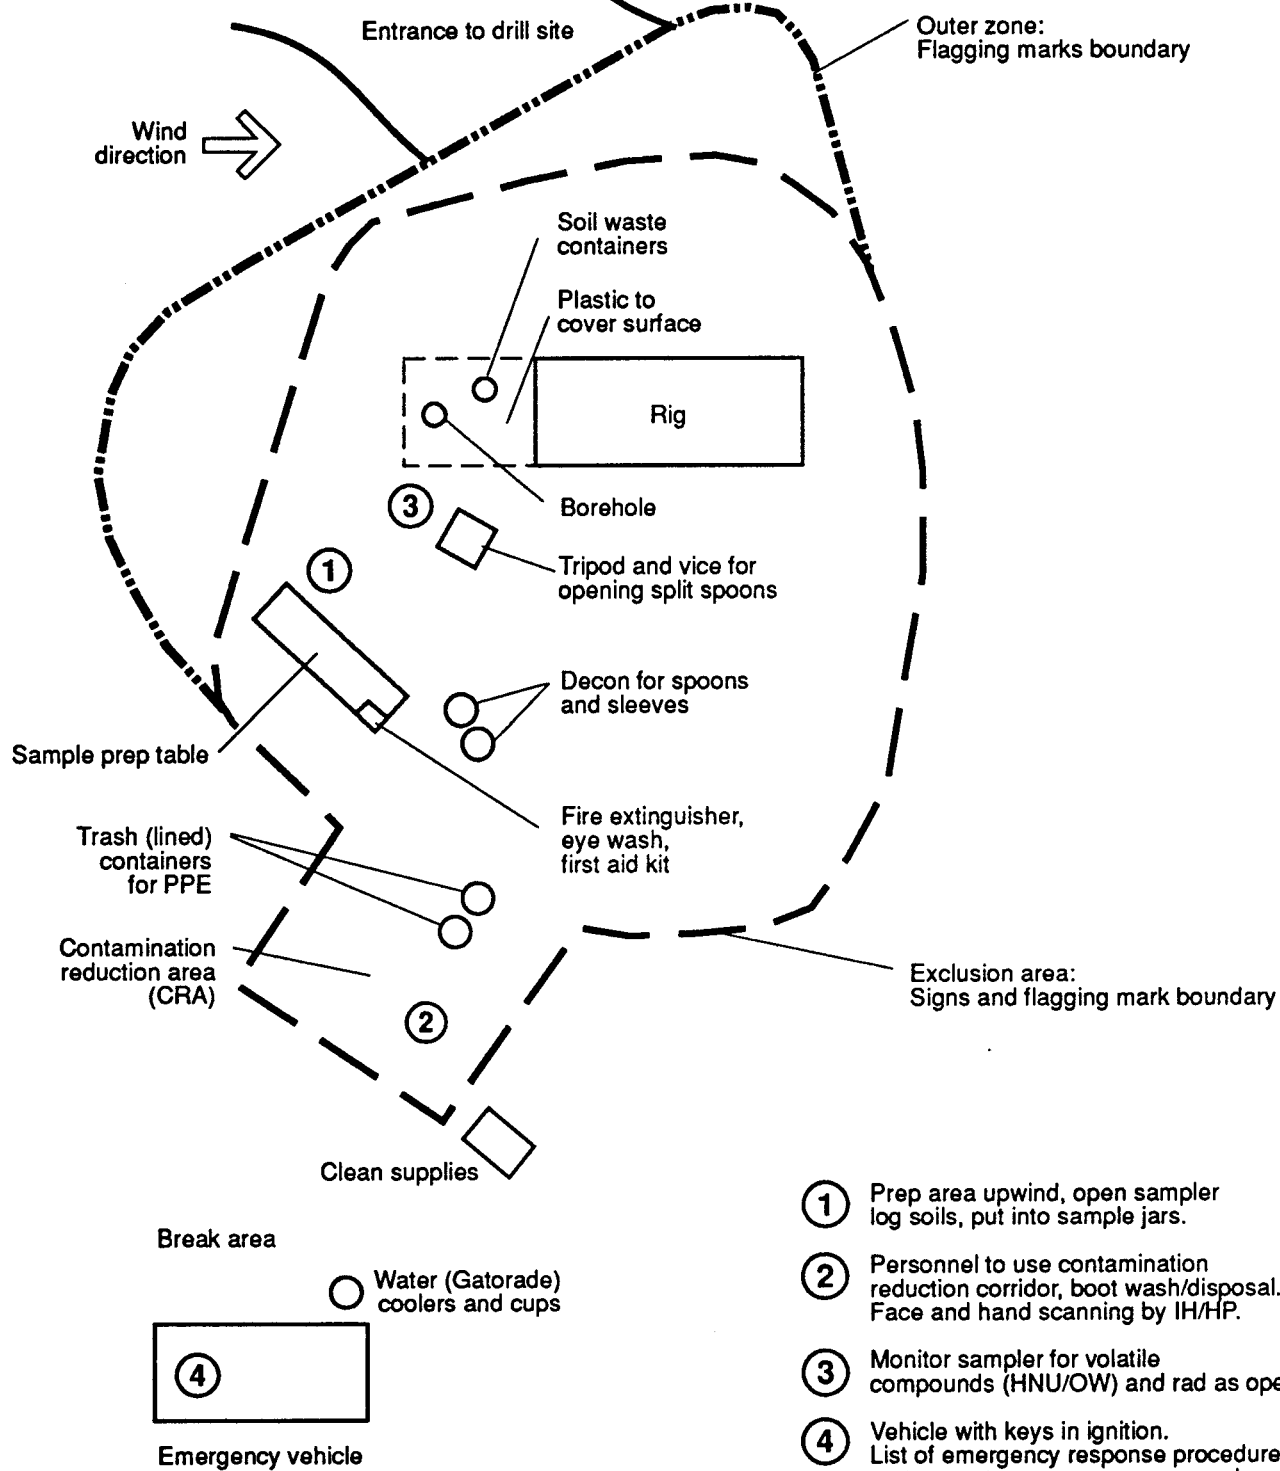 Entrance to drill site
Outer zone:
Flagging marks boundary
Wind
direction
Soil waste
containers
Plastic to
cover surface
Rig
Borehole
3
Tripod and vice for
opening split spoons
1
Decon for spoons
and sleeves
Sample prep table
Fire extinguisher,
eye wash,
first aid kit
Trash (lined)
containers
for PPE
Contamination
reduction area
(CRA)
Exclusion area:
Signs and flagging mark boundary
2
Clean supplies
Break area
Water (Gatorade)
coolers and cups
4
Emergency vehicle
1 Prep area upwind, open sampler
log soils, put into sample jars.
2 Personnel to use contamination
reduction corridor, boot wash/disposal.
Face and hand scanning by IH/HP.
3 Monitor sampler for volatile
compounds (HNU/OW) and rad as
4 Vehicle with keys in ignition.
List of emergency response